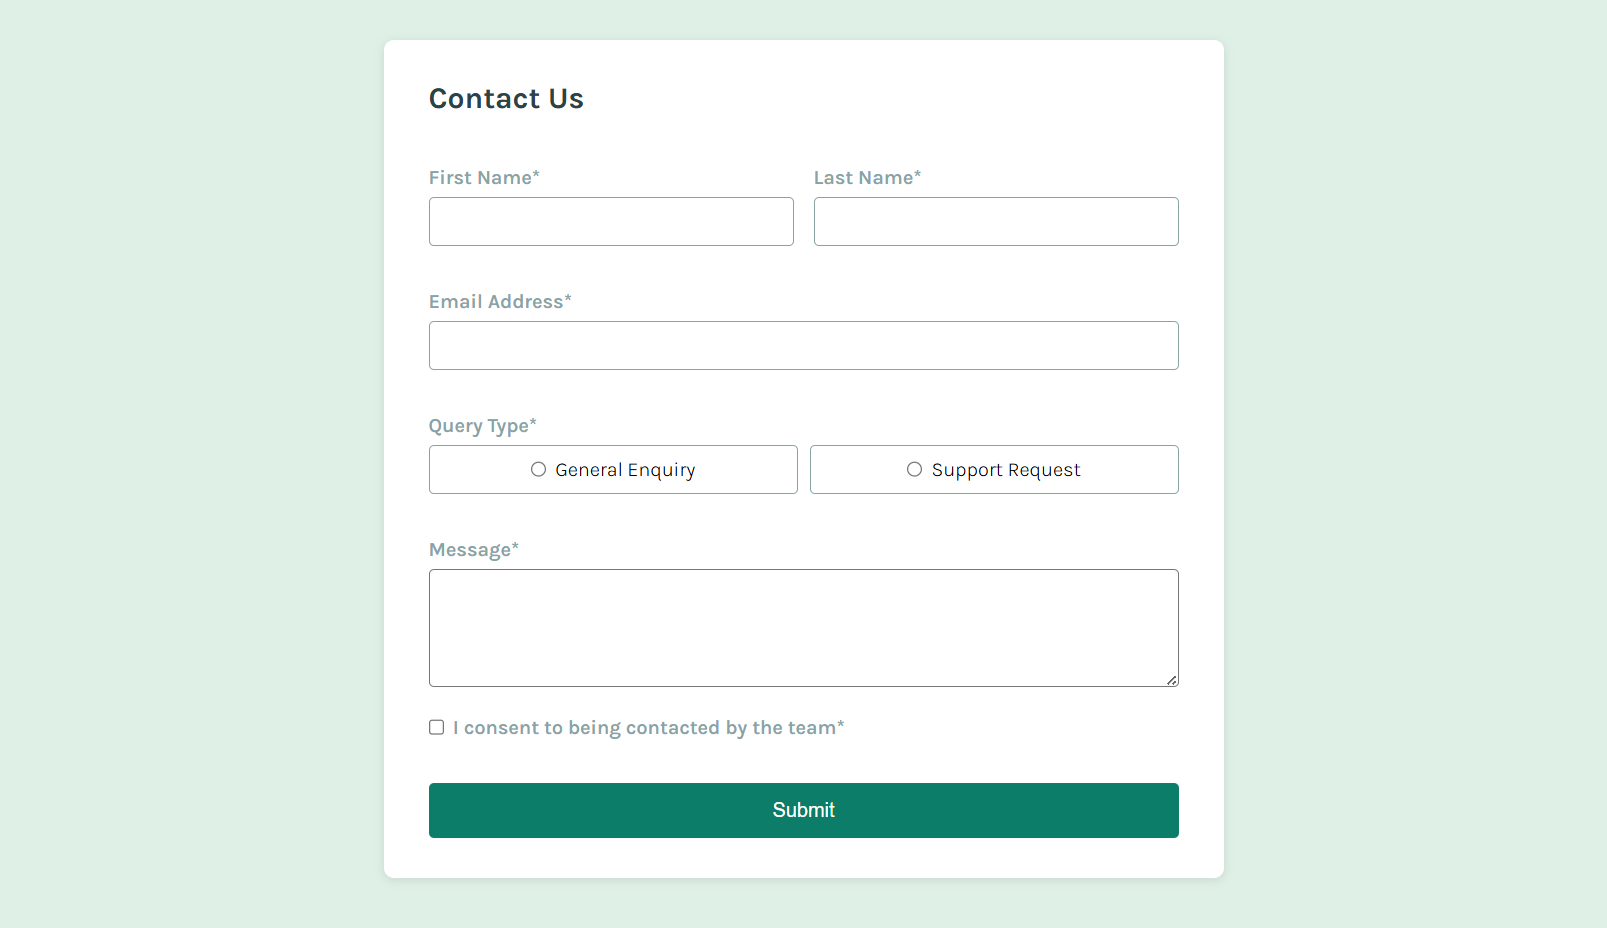 Contact Us
First Name* Last Name*
Email Address*
Query Type*
General Enquiry Support Request
Message*
I consent to being contacted by the team*
Submit